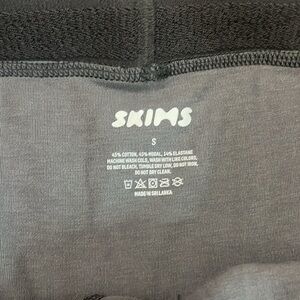 SKIMS
S
45% COTTON, 45% MODAL, 10% ELASTANE
MACHINE WASH COLD, WASH WITH LIKE COLORS,
DO NOT BLEACH, TUMBLE DRY LOW, DO NOT IRON,
DO NOT DRY CLEAN.
MADE IN SRI LANKA